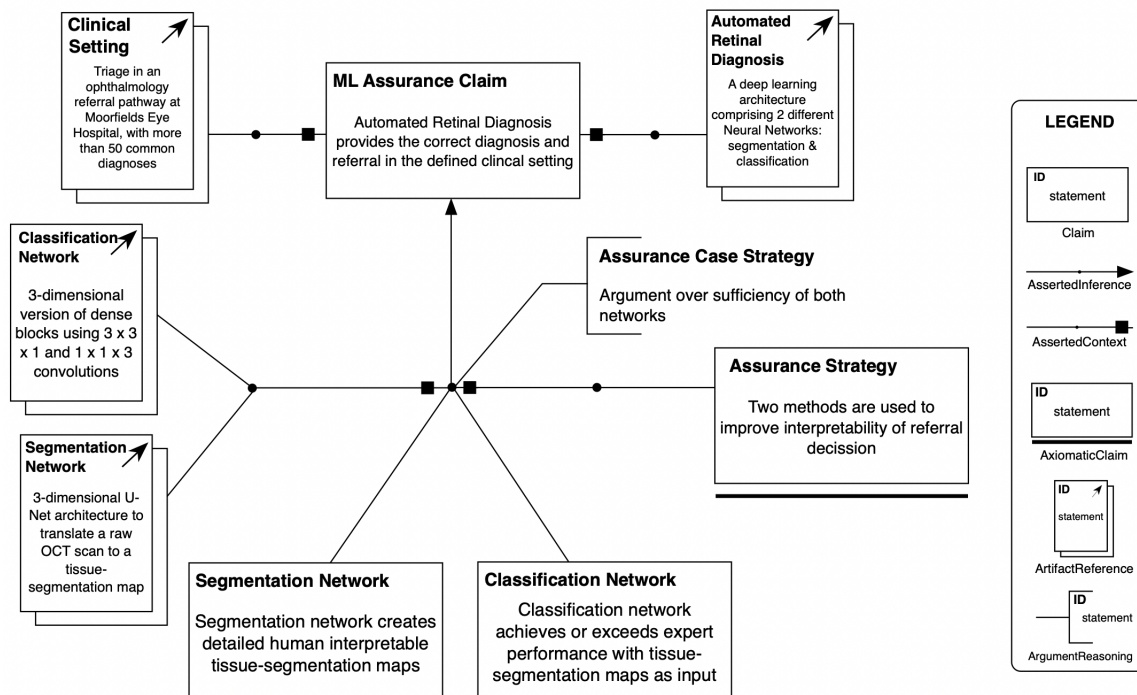 Clinical
Setting
Triage in an
ophthalmology
referral pathway at
Moorfields Eye
Hospital, with more
than 50 common
diagnoses
ML Assurance Claim
Automated Retinal Diagnosis
provides the correct diagnosis and
referral in the defined clincal setting
Automated
Retinal
Diagnosis
A deep learning
architecture
comprising 2 different
Neural Networks:
segmentation &
classification
Classification
Network
3-dimensional
version of dense
blocks using 3 x 3
x 1 and 1 x 1 x 3
convolutions
Assurance Case Strategy
Argument over sufficiency of both
networks
Assurance Strategy
Two methods are used to
improve interpretability of referral
decission
Segmentation
Network
3-dimensional U-
Net architecture to
translate a raw
OCT scan to a
tissue-
segmentation map
Segmentation Network
Segmentation network creates
detailed human interpretable
tissue-segmentation maps
Classification Network
Classification network
achieves or exceeds expert
performance with tissue-
segmentation maps as input
LEGEND
ID
statement
Claim
AssertedInference
AssertedContext
ID
statement
AxiomaticClaim
ID
statement
ArtifactReference
ID
statement
ArgumentReasoning